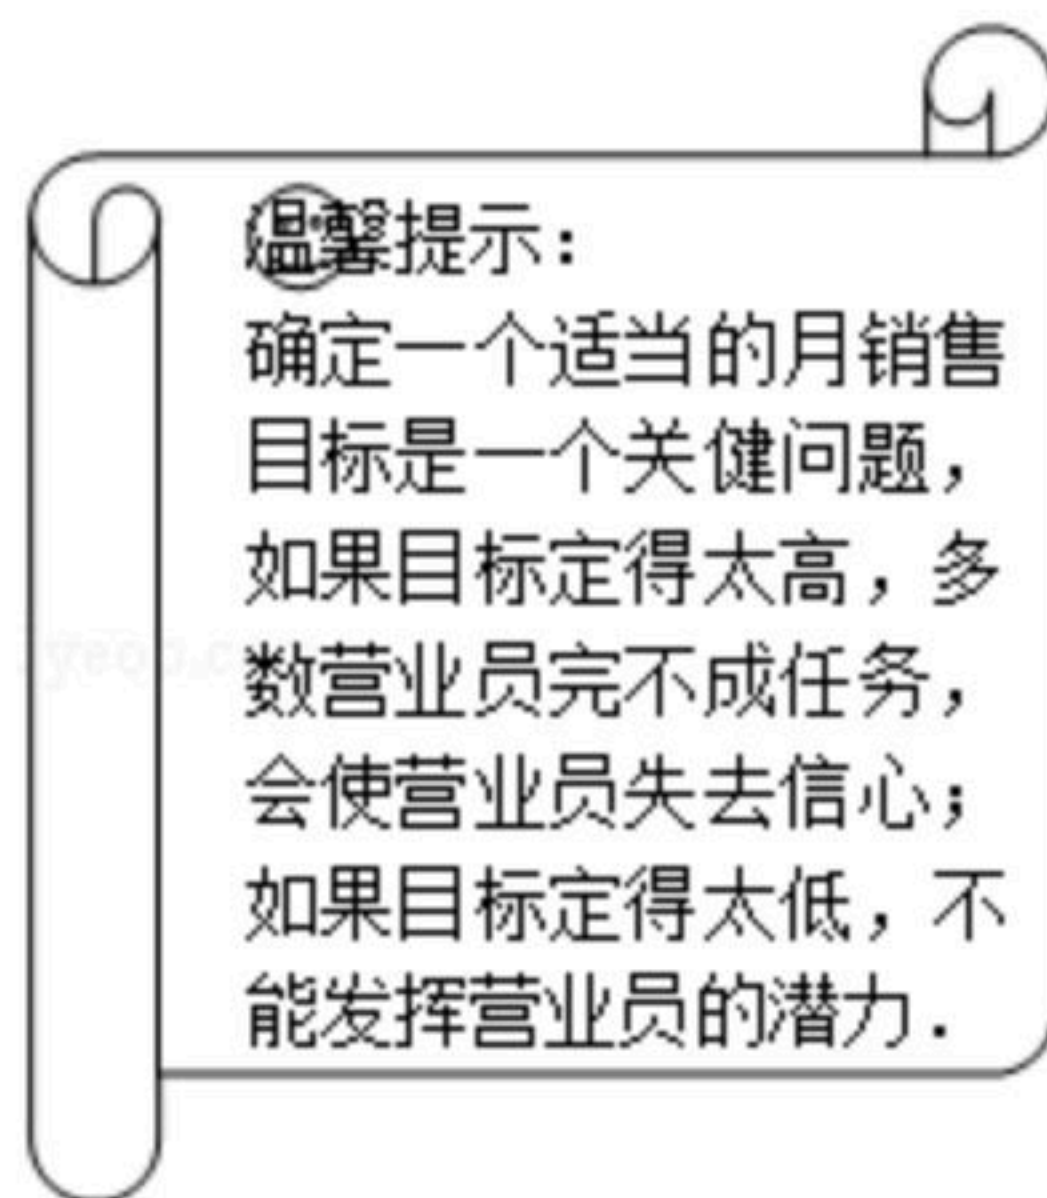 温馨提示：
确定一个适当的月销售
目标是一个关健问题，
如果目标定得太高，多
数营业员完不成任务，
会使营业员失去信心；
如果目标定得太低，不
能发挥营业员的潜力．